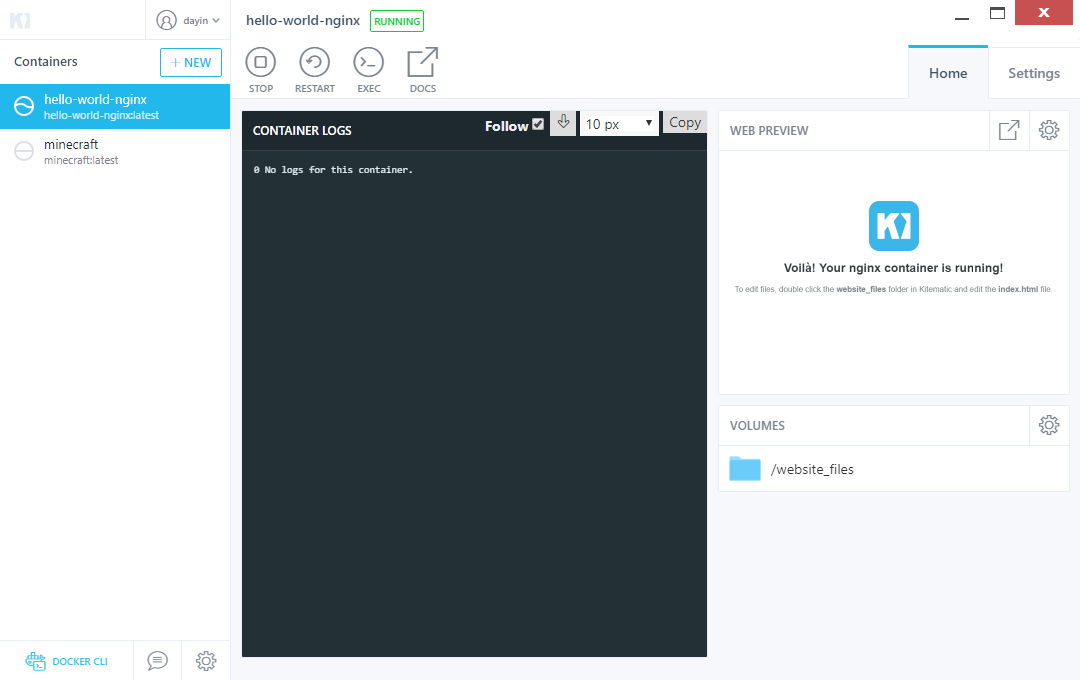 dayin
Containers
+ NEW
hello-world-nginx
hello-world-nginx:latest
minecraft
minecraft:latest
DOCKER CLI
hello-world-nginx RUNNING
STOP RESTART EXEC DOCS
Home Settings
CONTAINER LOGS Follow 10 px Copy
0 No logs for this container.
WEB PREVIEW
Voilà! Your nginx container is running!
To edit files, double click the website_files folder in Kitematic and edit the index.html file.
VOLUMES
/website_files